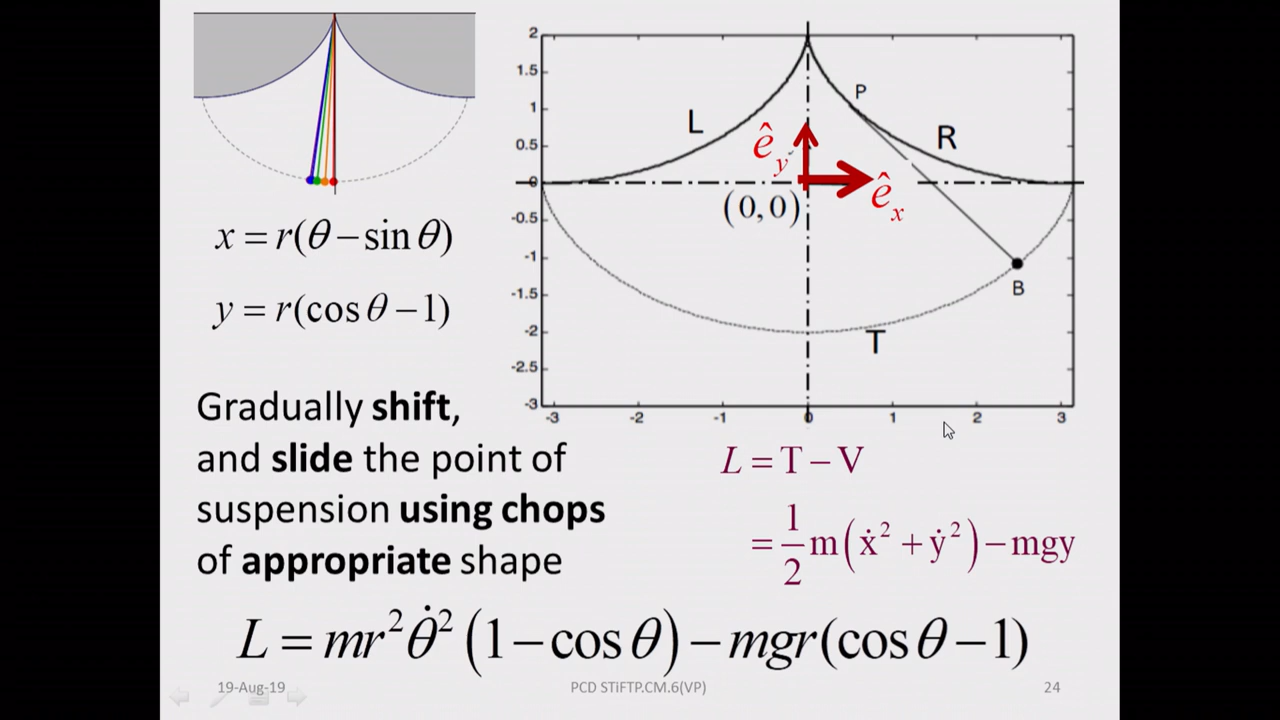 2
1.5
1
0.5
0
-0.5
-1
-1.5
-2
-2.5
-3
-3 -2 -1 0 1 2 3
P
L
R
ê_y
ê_x
(0,0)
B
T
x = r(θ − sin θ)
y = r(cos θ − 1)
Gradually shift,
and slide the point of
suspension using chops
of appropriate shape
L = T − V
= 1/2 m(ẋ² + ẏ²) − mgy
L = mr²θ̇²(1 − cos θ) − mgr(cos θ − 1)
19-Aug-19 PCD STiFTP.CM.6(VP) 24